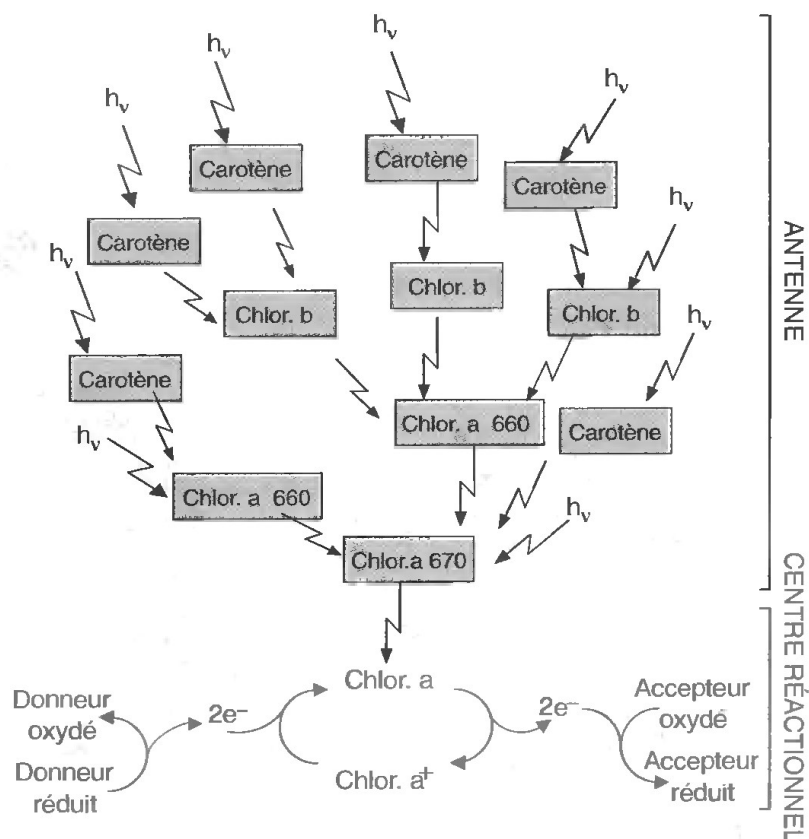 hν
hν
hν
hν
hν
Carotène
Carotène
Carotène
hν
Carotène
hν
Chlor. b
Chlor. b
Chlor. b
hν
Carotène
Chlor. a 660
Carotène
hν
Chlor. a 660
hν
Chlor.a 670
ANTENNE
CENTRE RÉACTIONNEL
Chlor. a
Donneur
oxydé
2e⁻
2e⁻
Accepteur
oxydé
Donneur
réduit
Chlor. a⁺
Accepteur
réduit